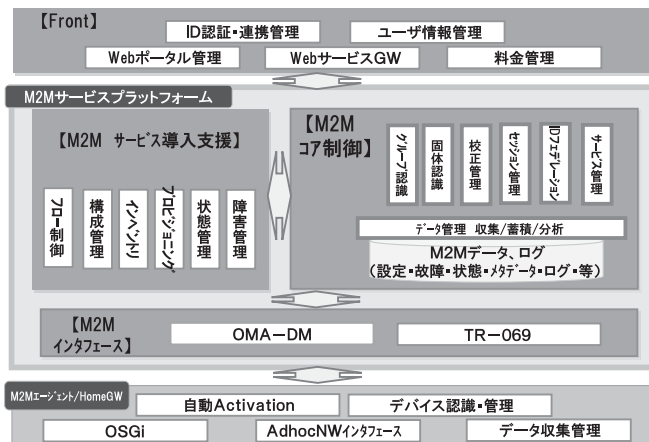 【Front】
ID認証・連携管理
ユーザ情報管理
Webポータル管理
WebサービスGW
料金管理
M2Mサービスプラットフォーム
【M2M サービス導入支援】
フロー制御
構成管理
インベントリ
プロビジョニング
状態管理
障害管理
【M2M
コア制御】
グループ認識
固体認識
校正管理
セッション管理
IDフェデレーション
サービス管理
データ管理 収集/蓄積/分析
M2Mデータ、ログ
(設定・故障・状態・メタデータ・ログ・等)
【M2M
インタフェース】
OMA-DM
TR-069
M2Mエージェント/HomeGW
自動Activation
デバイス認識・管理
OSGi
AdhocNWインタフェース
データ収集管理